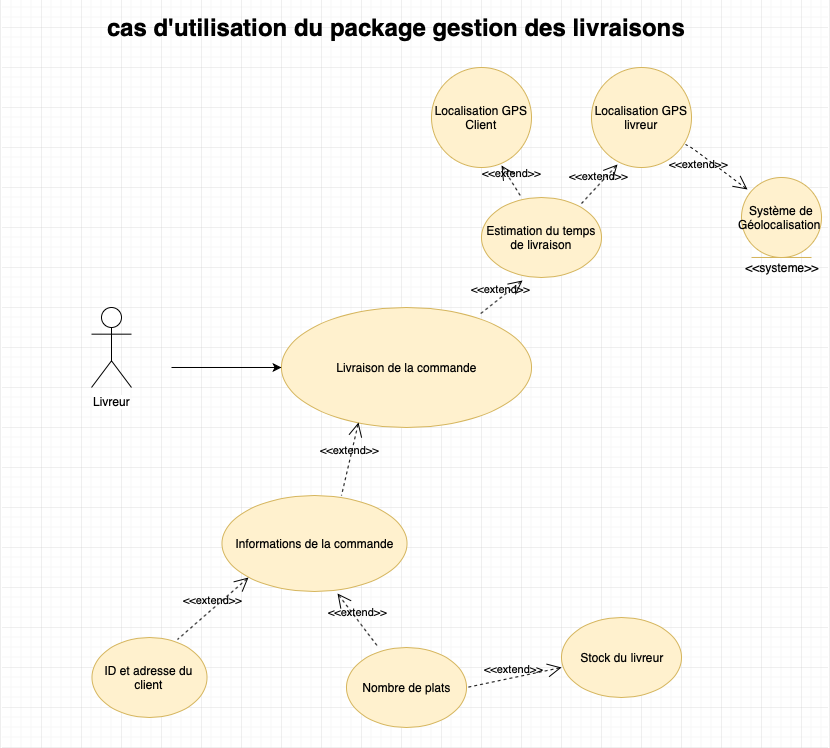 cas d'utilisation du package gestion des livraisons
Localisation GPS
Client
Localisation GPS
livreur
<<extend>>
<<extend>>
<<extend>>
Système de
Géolocalisation
<<systeme>>
Estimation du temps
de livraison
<<extend>>
Livraison de la commande
Livreur
<<extend>>
Informations de la commande
<<extend>>
<<extend>>
ID et adresse du
client
Nombre de plats
<<extend>>
Stock du livreur